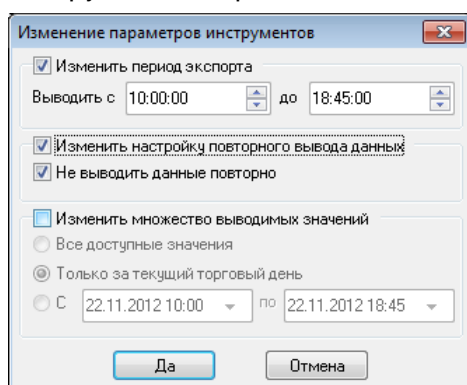 Изменение параметров инструментов
Изменить период экспорта
Выводить с 10:00:00 до 18:45:00
Изменить настройку повторного вывода данных
Не выводить данные повторно
Изменить множество выводимых значений
Все доступные значения
Только за текущий торговый день
С 22.11.2012 10:00 по 22.11.2012 18:45
Да Отмена